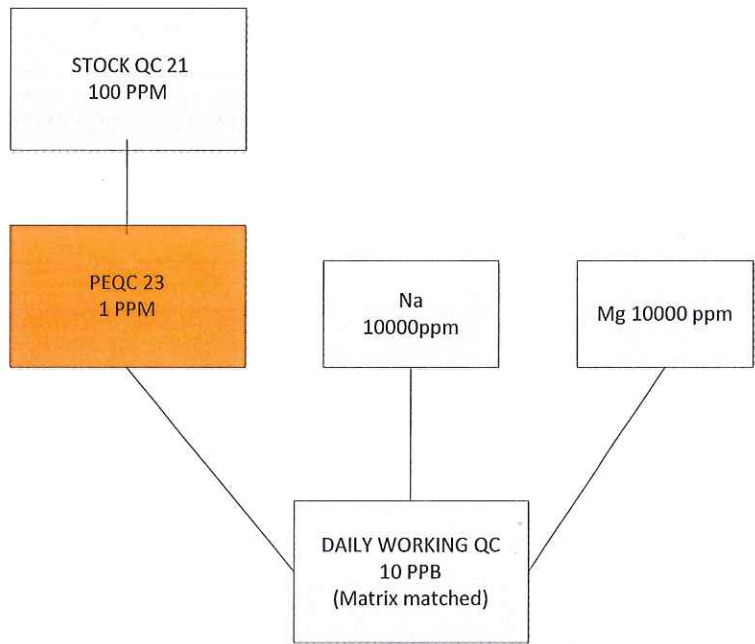 STOCK QC 21
100 PPM
PEQC 23
1 PPM
Na
10000ppm
Mg 10000 ppm
DAILY WORKING QC
10 PPB
(Matrix matched)